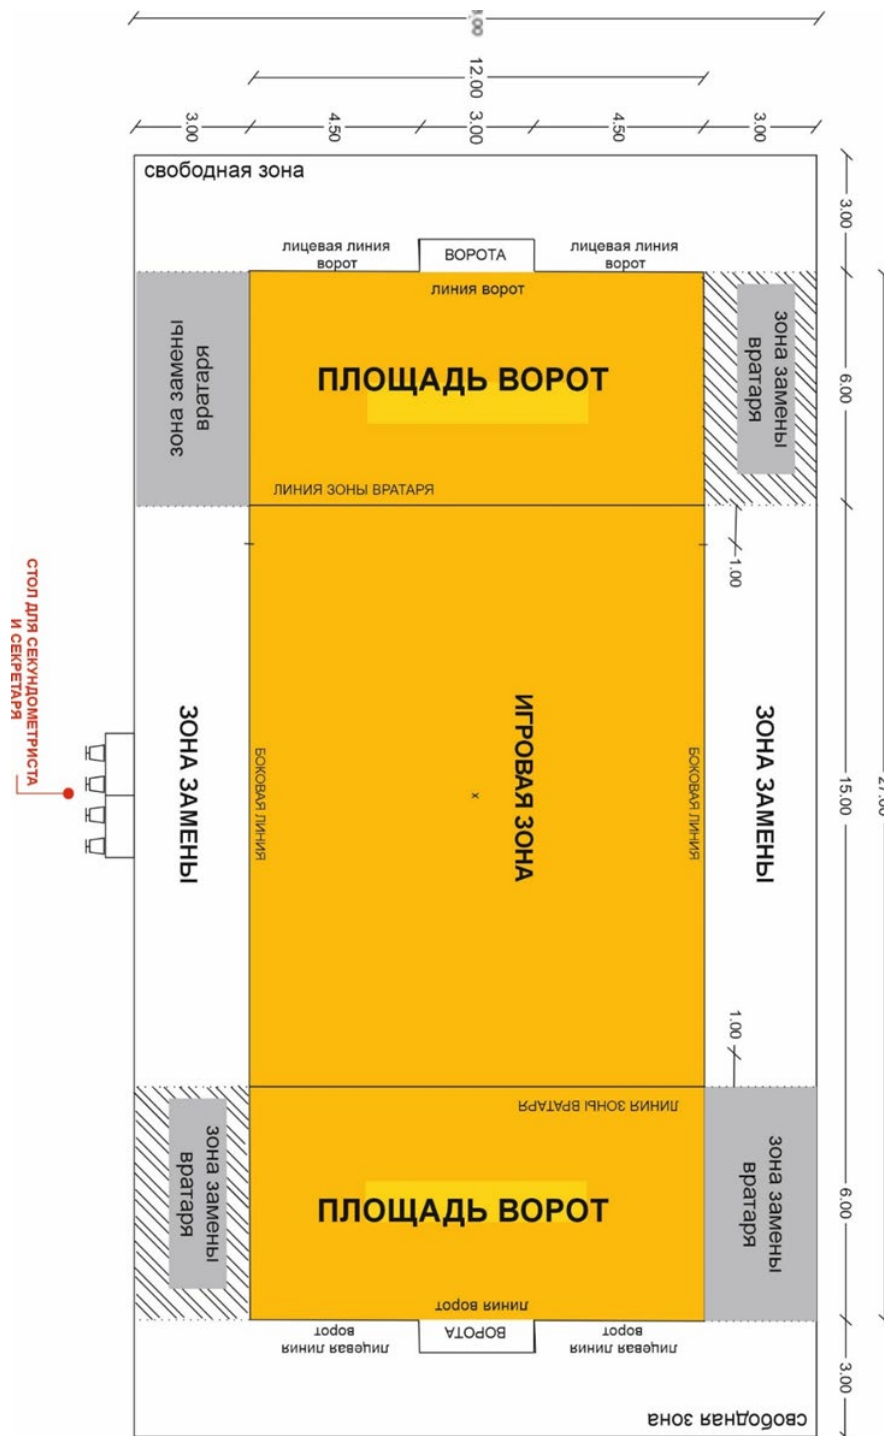 12.00
3.00
4.50
3.00
4.50
3.00
свободная зона
3.00
лицевая линия
ворот
ВОРОТА
лицевая линия
ворот
линия ворот
зона замены
вратаря
ПЛОЩАДЬ ВОРОТ
зона замены
вратаря
6.00
ЛИНИЯ ЗОНЫ ВРАТАРЯ
1.00
СТОЛ ДЛЯ СЕКУНДОМЕТРИСТА
И СЕКРЕТАРЯ
ЗОНА ЗАМЕНЫ
БОКОВАЯ ЛИНИЯ
x
ИГРОВАЯ ЗОНА
БОКОВАЯ ЛИНИЯ
ЗОНА ЗАМЕНЫ
15.00
1.00
ЛИНИЯ ЗОНЫ ВРАТАРЯ
зона замены
вратаря
ПЛОЩАДЬ ВОРОТ
зона замены
вратаря
6.00
линия ворот
лицевая линия
ворот
ВОРОТА
лицевая линия
ворот
3.00
свободная зона